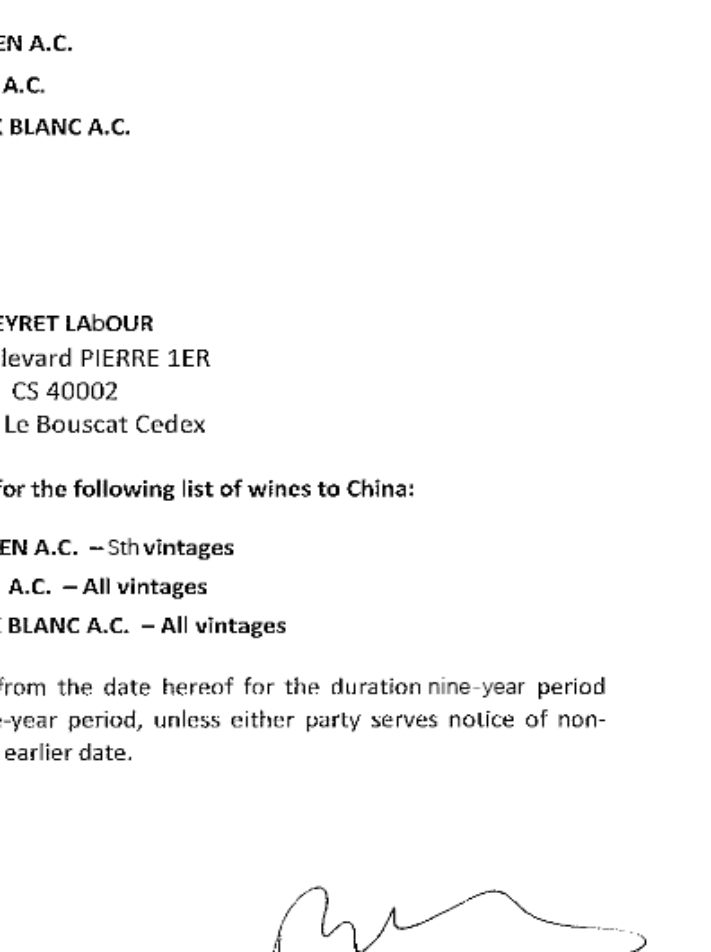 EN A.C.
A.C.
BLANC A.C.
EYRET LAbOUR
levard PIERRE 1ER
CS 40002
Le Bouscat Cedex
for the following list of wines to China:
EN A.C. – Sth vintages
A.C. – All vintages
BLANC A.C. – All vintages
from the date hereof for the duration nine-year period
e-year period, unless either party serves notice of non-
earlier date.